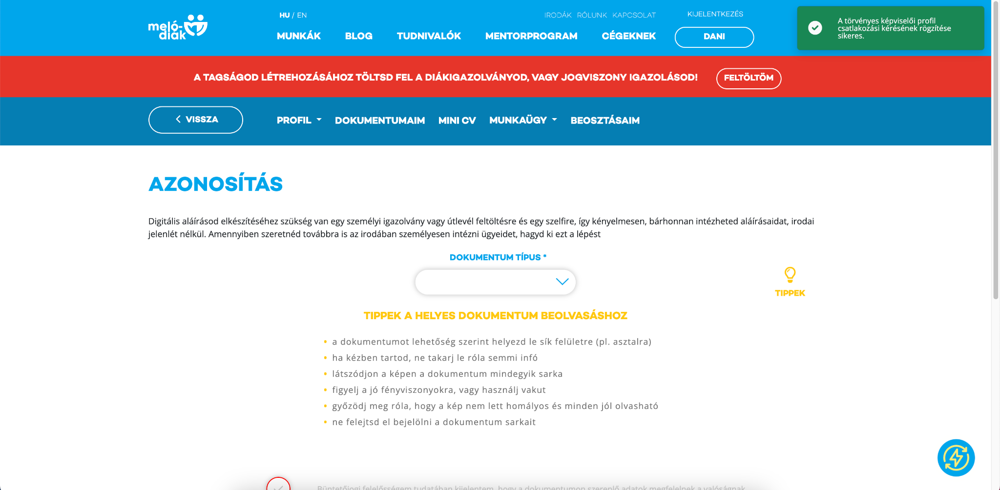 meló-
diák
HU / EN
IRODÁK RÓLUNK KAPCSOLAT
KIJELENTKEZÉS
MUNKÁK BLOG TUDNIVALÓK MENTORPROGRAM CÉGEKNEK
DANI
A törvényes képviselői profil
csatlakozási kérésének rögzítése
sikeres.
A TAGSÁGOD LÉTREHOZÁSÁHOZ TÖLTSD FEL A DIÁKIGAZOLVÁNYOD, VAGY JOGVISZONY IGAZOLÁSOD!
FELTÖLTÖM
VISSZA
PROFIL DOKUMENTUMAIM MINI CV MUNKAÜGY BEOSZTÁSAIM
AZONOSÍTÁS
Digitális aláírásod elkészítéséhez szükség van egy személyi igazolvány vagy útlevél feltöltésre és egy szelfire, így kényelmesen, bárhonnan intézheted aláírásaidat, irodai
jelenlét nélkül. Amennyiben szeretnéd továbbra is az irodában személyesen intézni ügyeidet, hagyd ki ezt a lépést
DOKUMENTUM TÍPUS *
TIPPEK
TIPPEK A HELYES DOKUMENTUM BEOLVASÁSHOZ
• a dokumentumot lehetőség szerint helyezd le sík felületre (pl. asztalra)
• ha kézben tartod, ne takarj le róla semmi infó
• látszódjon a képen a dokumentum mindegyik sarka
• figyelj a jó fényviszonyokra, vagy használj vakut
• győzödj meg róla, hogy a kép nem lett homályos és minden jól olvasható
• ne felejtsd el bejelölni a dokumentum sarkait
Büntetőjogi felelősségem tudatában kijelentem, hogy a dokumentumon szereplő adatok megfelelnek a valóságnak